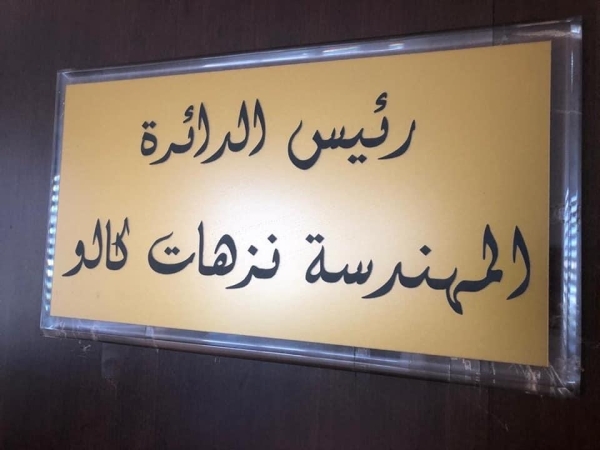 رئيس الدائرة
المهندسة نزهات كالو